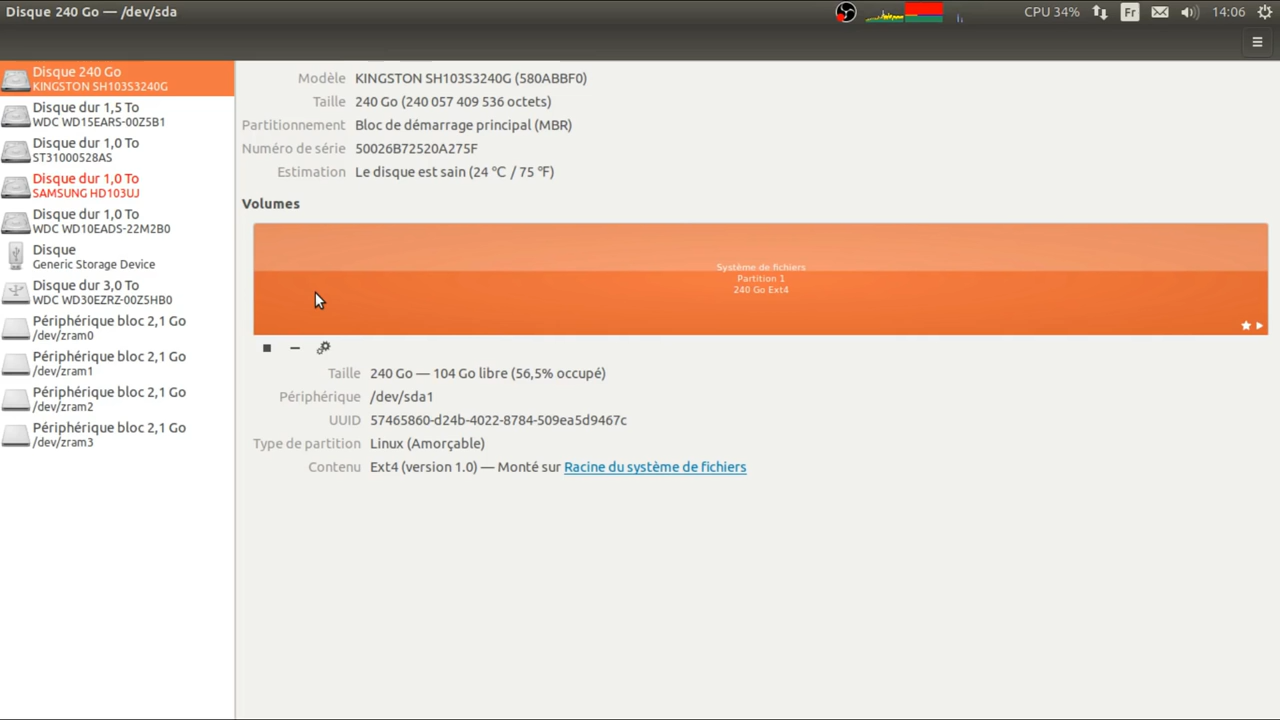 Disque 240 Go — /dev/sda
CPU 34%
Fr
14:06
Disque 240 Go
KINGSTON SH103S3240G
Disque dur 1,5 To
WDC WD15EARS-00Z5B1
Disque dur 1,0 To
ST31000528AS
Disque dur 1,0 To
SAMSUNG HD103UJ
Disque dur 1,0 To
WDC WD10EADS-22M2B0
Disque
Generic Storage Device
Disque dur 3,0 To
WDC WD30EZRZ-00Z5HB0
Périphérique bloc 2,1 Go
/dev/zram0
Périphérique bloc 2,1 Go
/dev/zram1
Périphérique bloc 2,1 Go
/dev/zram2
Périphérique bloc 2,1 Go
/dev/zram3
Modèle KINGSTON SH103S3240G (580ABBF0)
Taille 240 Go (240 057 409 536 octets)
Partitionnement Bloc de démarrage principal (MBR)
Numéro de série 50026B72520A275F
Estimation Le disque est sain (24 °C / 75 °F)
Volumes
Système de fichiers
Partition 1
240 Go Ext4
Taille 240 Go — 104 Go libre (56,5% occupé)
Périphérique /dev/sda1
UUID 57465860-d24b-4022-8784-509ea5d9467c
Type de partition Linux (Amorçable)
Contenu Ext4 (version 1.0) — Monté sur Racine du système de fichiers